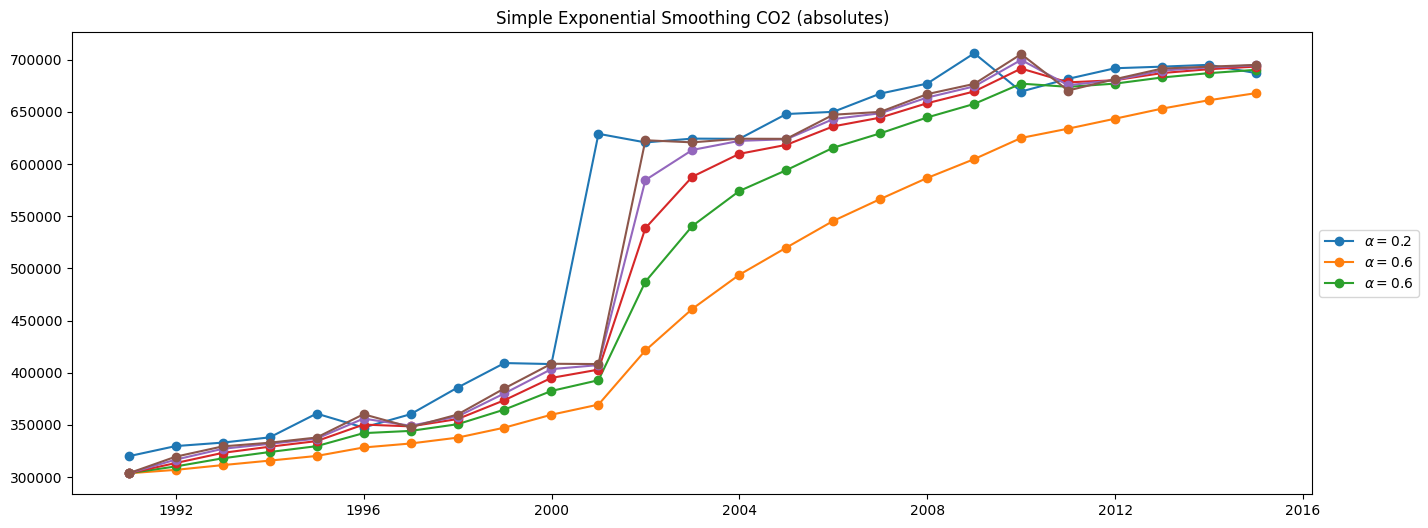 Simple Exponential Smoothing CO2 (absolutes)
700000
650000
600000
550000
500000
450000
400000
350000
300000
1992 1996 2000 2004 2008 2012 2016
α = 0.2
α = 0.6
α = 0.6